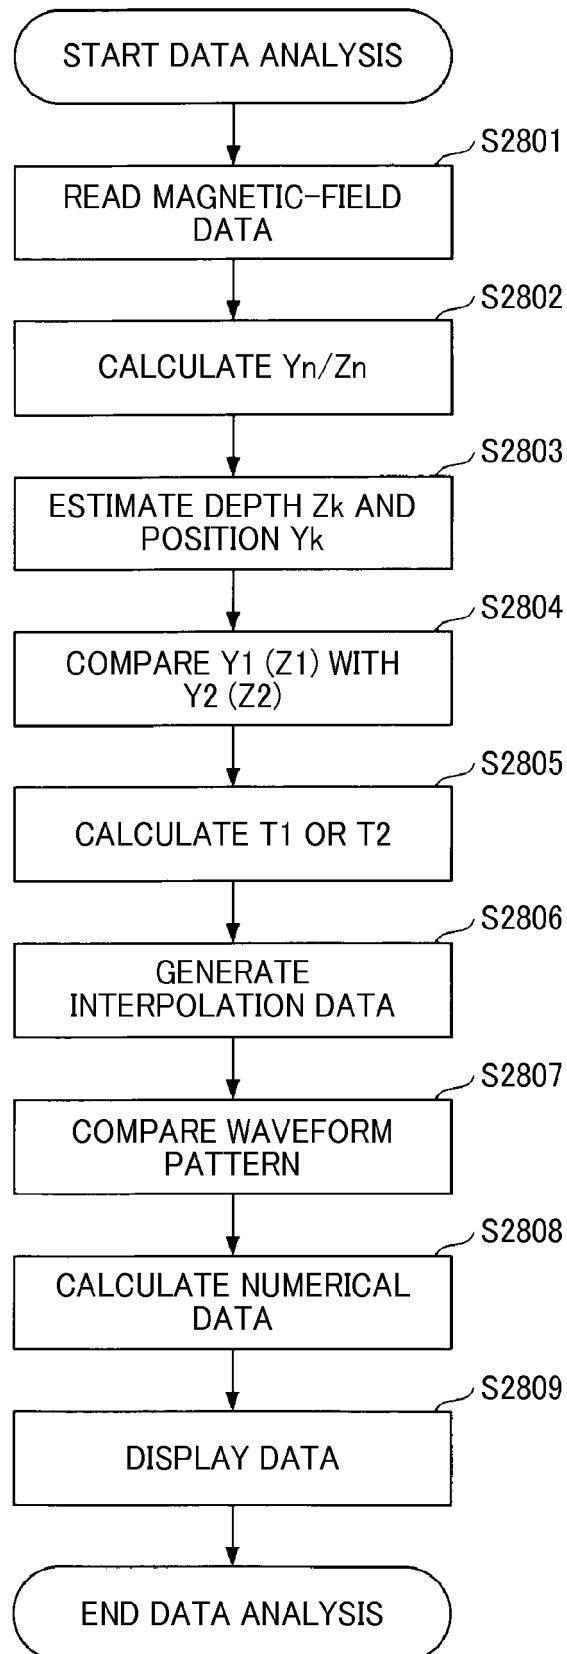 START DATA ANALYSIS
S2801
READ MAGNETIC-FIELD
DATA
S2802
CALCULATE Yn/Zn
S2803
ESTIMATE DEPTH Zk AND
POSITION Yk
S2804
COMPARE Y1 (Z1) WITH
Y2 (Z2)
S2805
CALCULATE T1 OR T2
S2806
GENERATE
INTERPOLATION DATA
S2807
COMPARE WAVEFORM
PATTERN
S2808
CALCULATE NUMERICAL
DATA
S2809
DISPLAY DATA
END DATA ANALYSIS